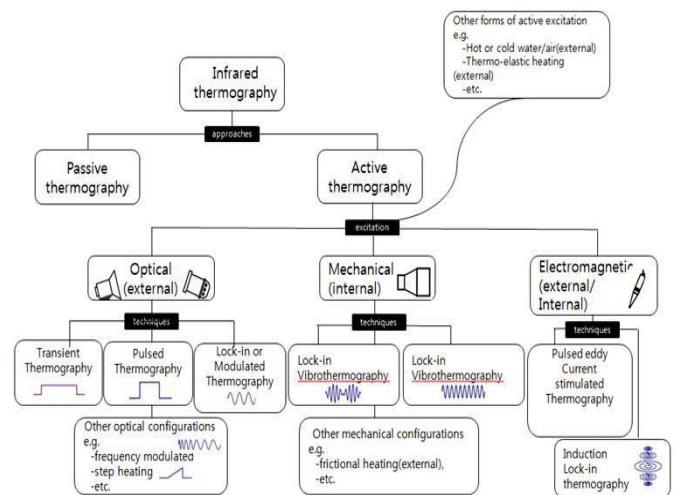 Other forms of active excitation
e.g.
-Hot or cold water/air(external)
-Thermo-elastic heating
(external)
-etc.
Infrared
thermography
approaches
Passive
thermography
Active
thermography
excitation
Optical
(external)
Mechanical
(internal)
Electromagnetic
(external/
Internal)
techniques
techniques
techniques
Transient
Thermography
Pulsed
Thermography
Lock-in or
Modulated
Thermography
Lock-in
Vibrothermography
Lock-in
Vibrothermography
Pulsed eddy
Current
stimulated
Thermography
Other optical configurations
e.g.
-frequency modulated
-step heating
-etc.
Other mechanical configurations
e.g.
-frictional heating(external),
-etc.
Induction
Lock-in
thermography